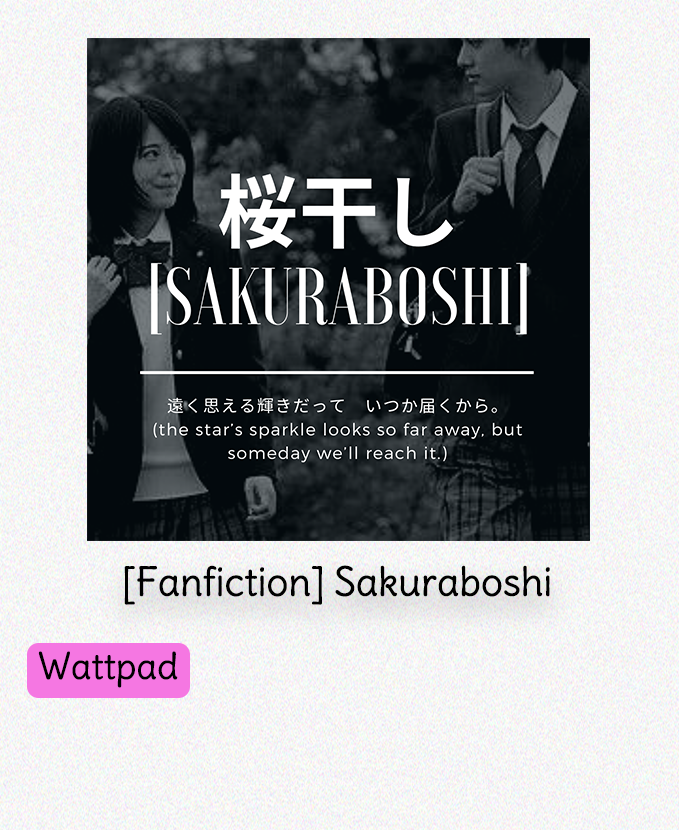 桜干し
[SAKURABOSHI]
遠く思える輝きだって　いつか届くから。
(the star's sparkle looks so far away, but
someday we'll reach it.)
[Fanfiction] Sakuraboshi
Wattpad